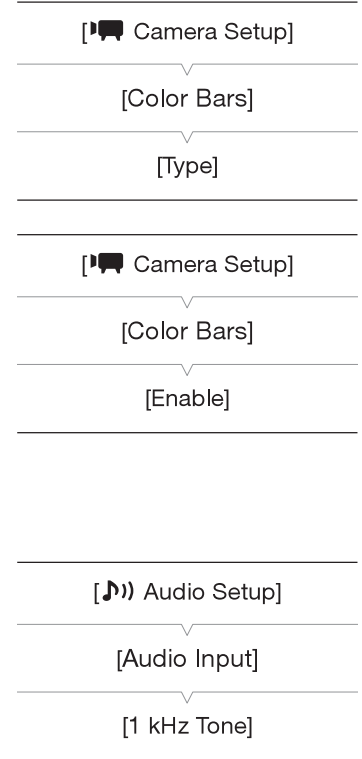 [ Camera Setup]
[Color Bars]
[Type]
[ Camera Setup]
[Color Bars]
[Enable]
[ Audio Setup]
[Audio Input]
[1 kHz Tone]